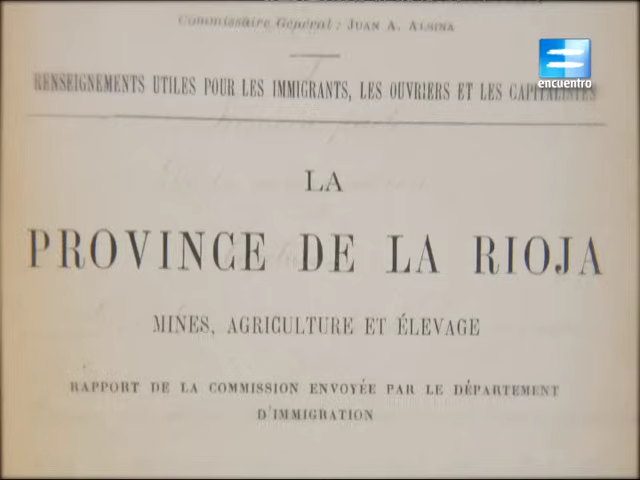 Commissaire Général: JUAN A. ALSINA
encuentro
RENSEIGNEMENTS UTILES POUR LES IMMIGRANTS, LES OUVRIERS ET LES CAPITALISTES
LA
PROVINCE DE LA RIOJA
MINES, AGRICULTURE ET ÉLEVAGE
RAPPORT DE LA COMMISSION ENVOYÉE PAR LE DÉPARTEMENT
D'IMMIGRATION